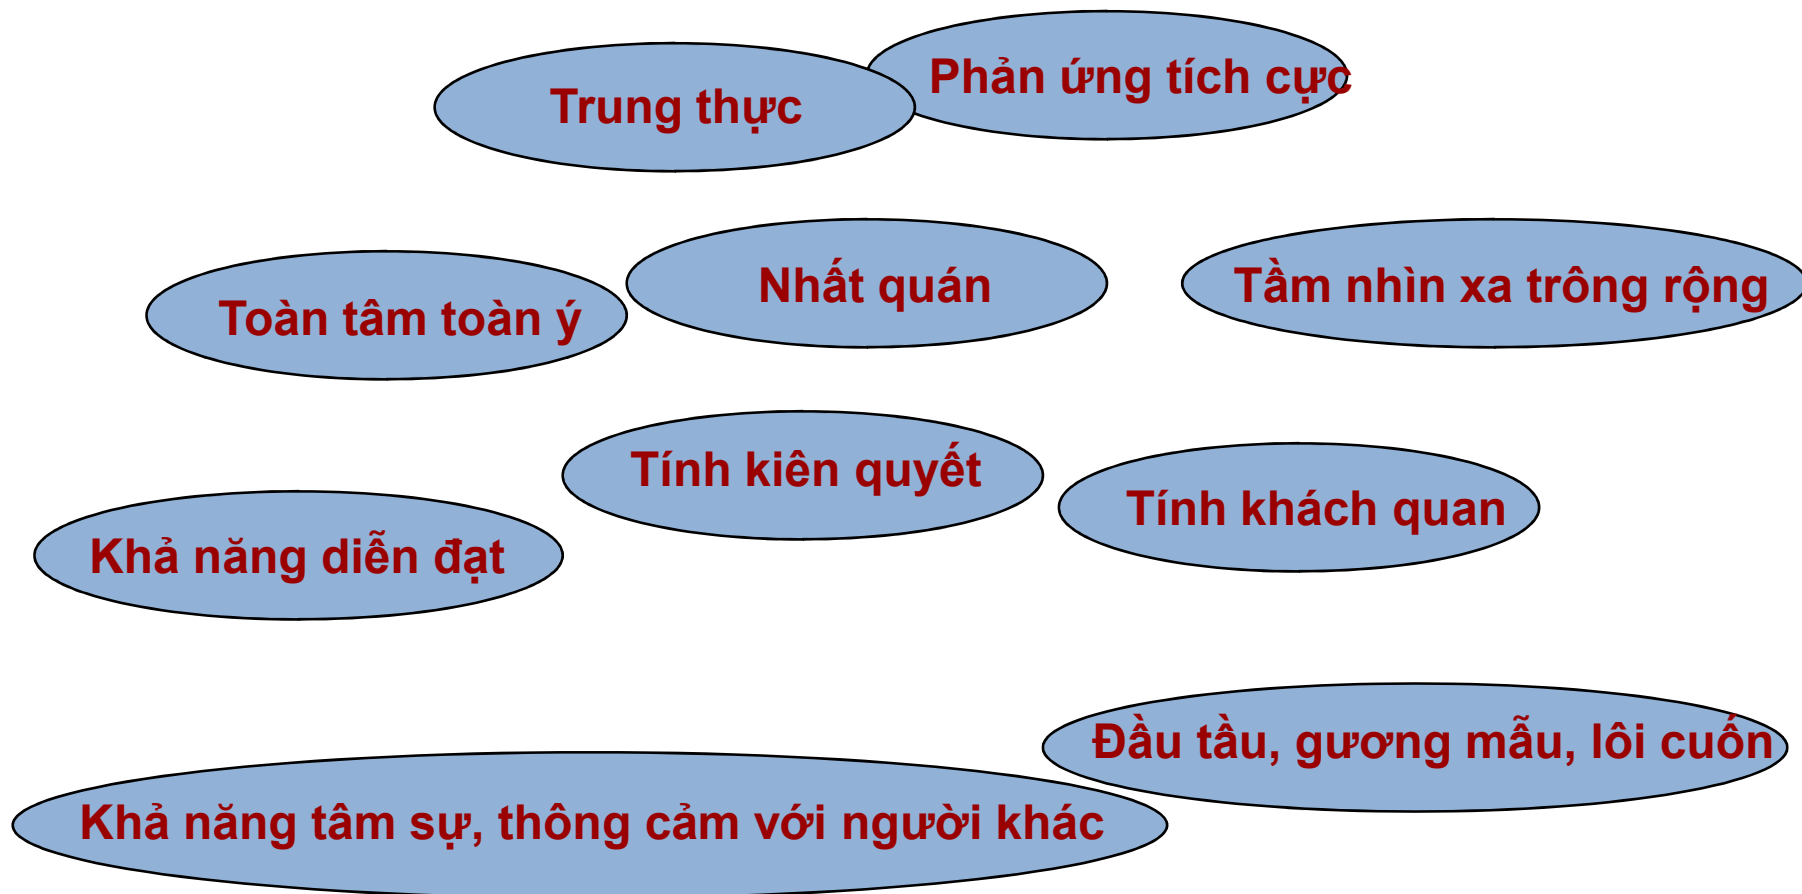 Trung thực
Phản ứng tích cực
Toàn tâm toàn ý
Nhất quán
Tầm nhìn xa trông rộng
Tính kiên quyết
Tính khách quan
Khả năng diễn đạt
Đầu tầu, gương mẫu, lôi cuốn
Khả năng tâm sự, thông cảm với người khác